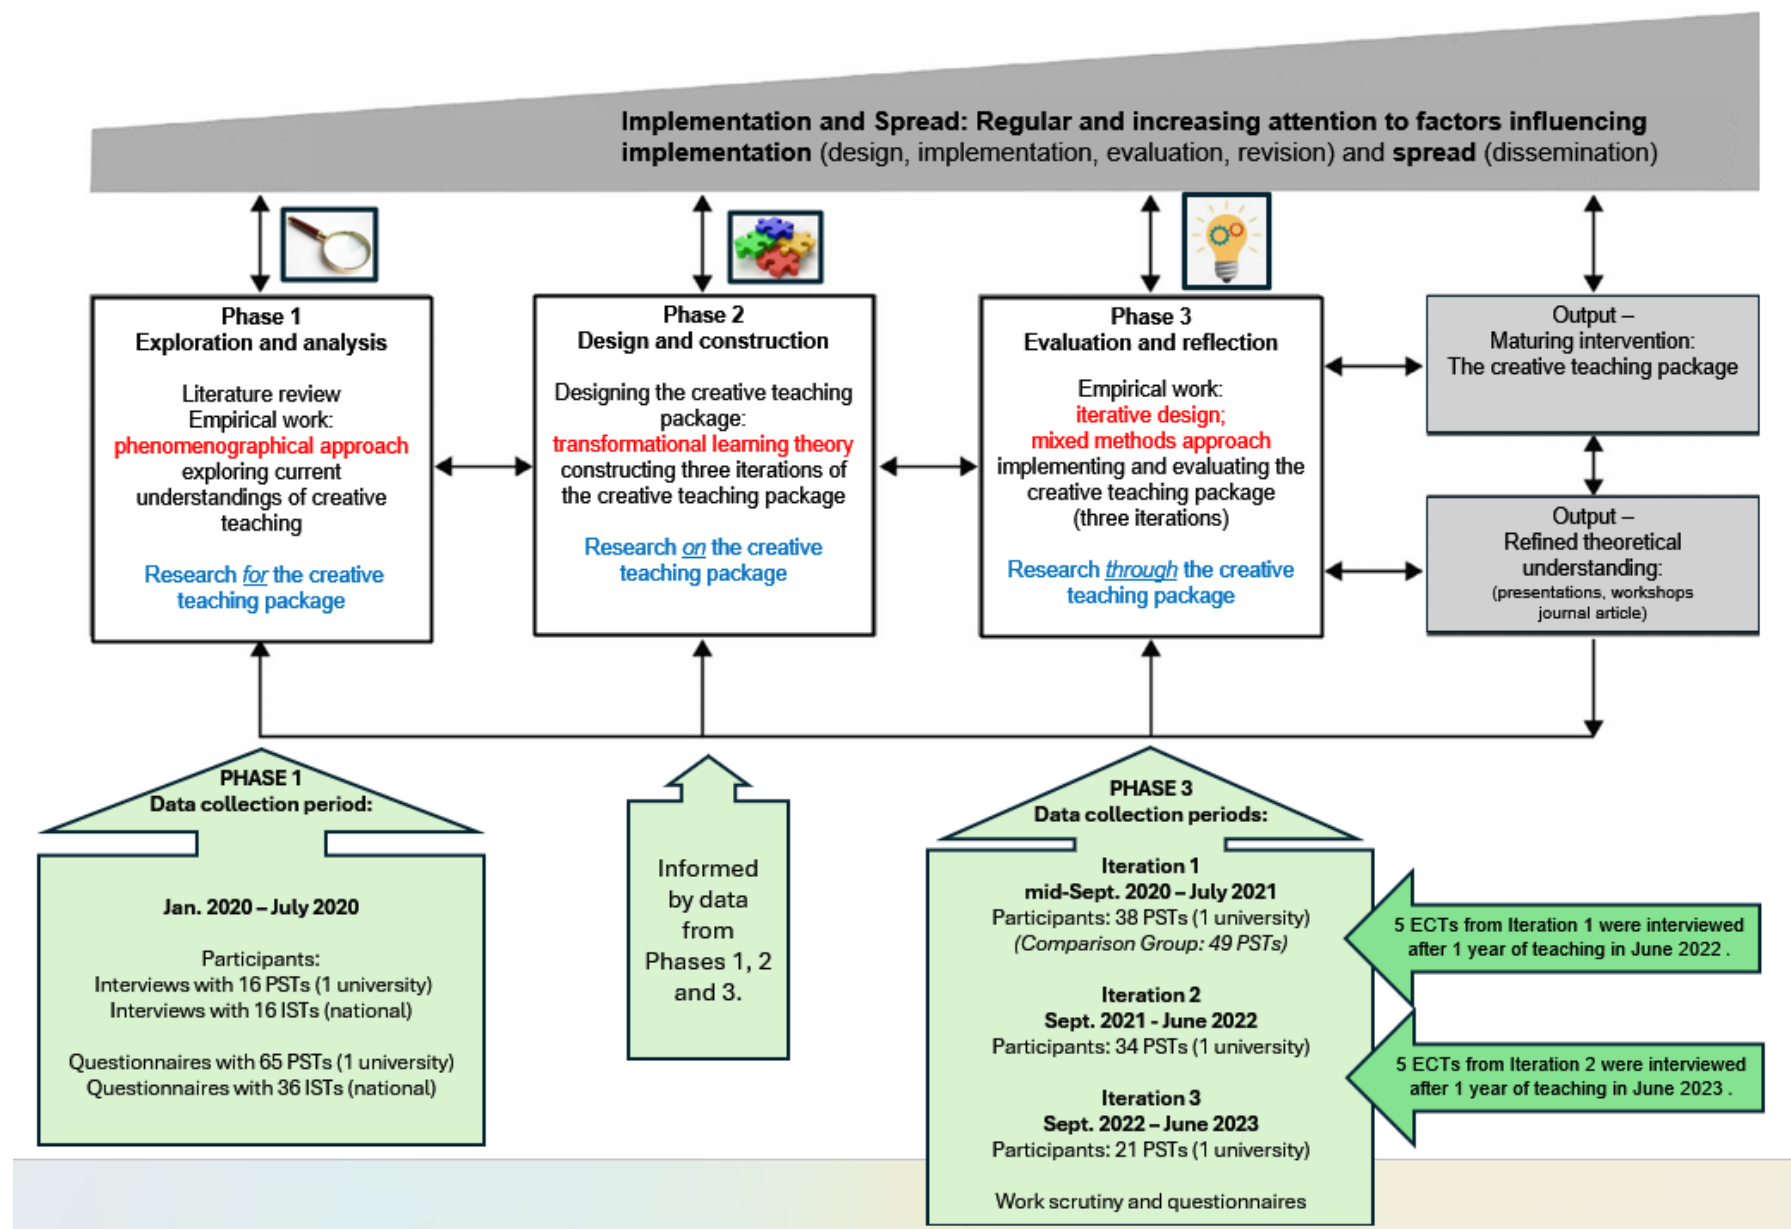 Implementation and Spread: Regular and increasing attention to factors influencing
implementation (design, implementation, evaluation, revision) and spread (dissemination)
Phase 1
Exploration and analysis
Literature review
Empirical work:
phenomenographical approach
exploring current
understandings of creative
teaching
Research for the creative
teaching package
Phase 2
Design and construction
Designing the creative teaching
package:
transformational learning theory
constructing three iterations of
the creative teaching package
Research on the creative
teaching package
Phase 3
Evaluation and reflection
Empirical work:
iterative design;
mixed methods approach
implementing and evaluating the
creative teaching package
(three iterations)
Research through the creative
teaching package
Output –
Maturing intervention:
The creative teaching package
Output –
Refined theoretical
understanding:
(presentations, workshops
journal article)
PHASE 1
Data collection period:
Jan. 2020 – July 2020
Participants:
Interviews with 16 PSTs (1 university)
Interviews with 16 ISTs (national)
Questionnaires with 65 PSTs (1 university)
Questionnaires with 36 ISTs (national)
Informed
by data
from
Phases 1, 2
and 3.
PHASE 3
Data collection periods:
Iteration 1
mid-Sept. 2020 – July 2021
Participants: 38 PSTs (1 university)
(Comparison Group: 49 PSTs)
Iteration 2
Sept. 2021 - June 2022
Participants: 34 PSTs (1 university)
Iteration 3
Sept. 2022 – June 2023
Participants: 21 PSTs (1 university)
Work scrutiny and questionnaires
5 ECTs from Iteration 1 were interviewed
after 1 year of teaching in June 2022 .
5 ECTs from Iteration 2 were interviewed
after 1 year of teaching in June 2023 .